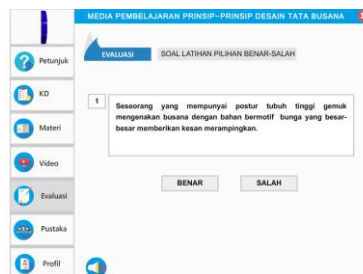 MEDIA PEMBELAJARAN PRINSIP-PRINSIP DESAIN TATA BUSANA
EVALUASI
SOAL LATIHAN PILIHAN BENAR-SALAH
Petunjuk
KD
Materi
Video
Evaluasi
Pustaka
Profil
1
Seseorang yang mempunyai postur tubuh tinggi gemuk
mengenakan busana dengan bahan bermotif bunga yang besar-
besar memberikan kesan merampingkan.
BENAR
SALAH